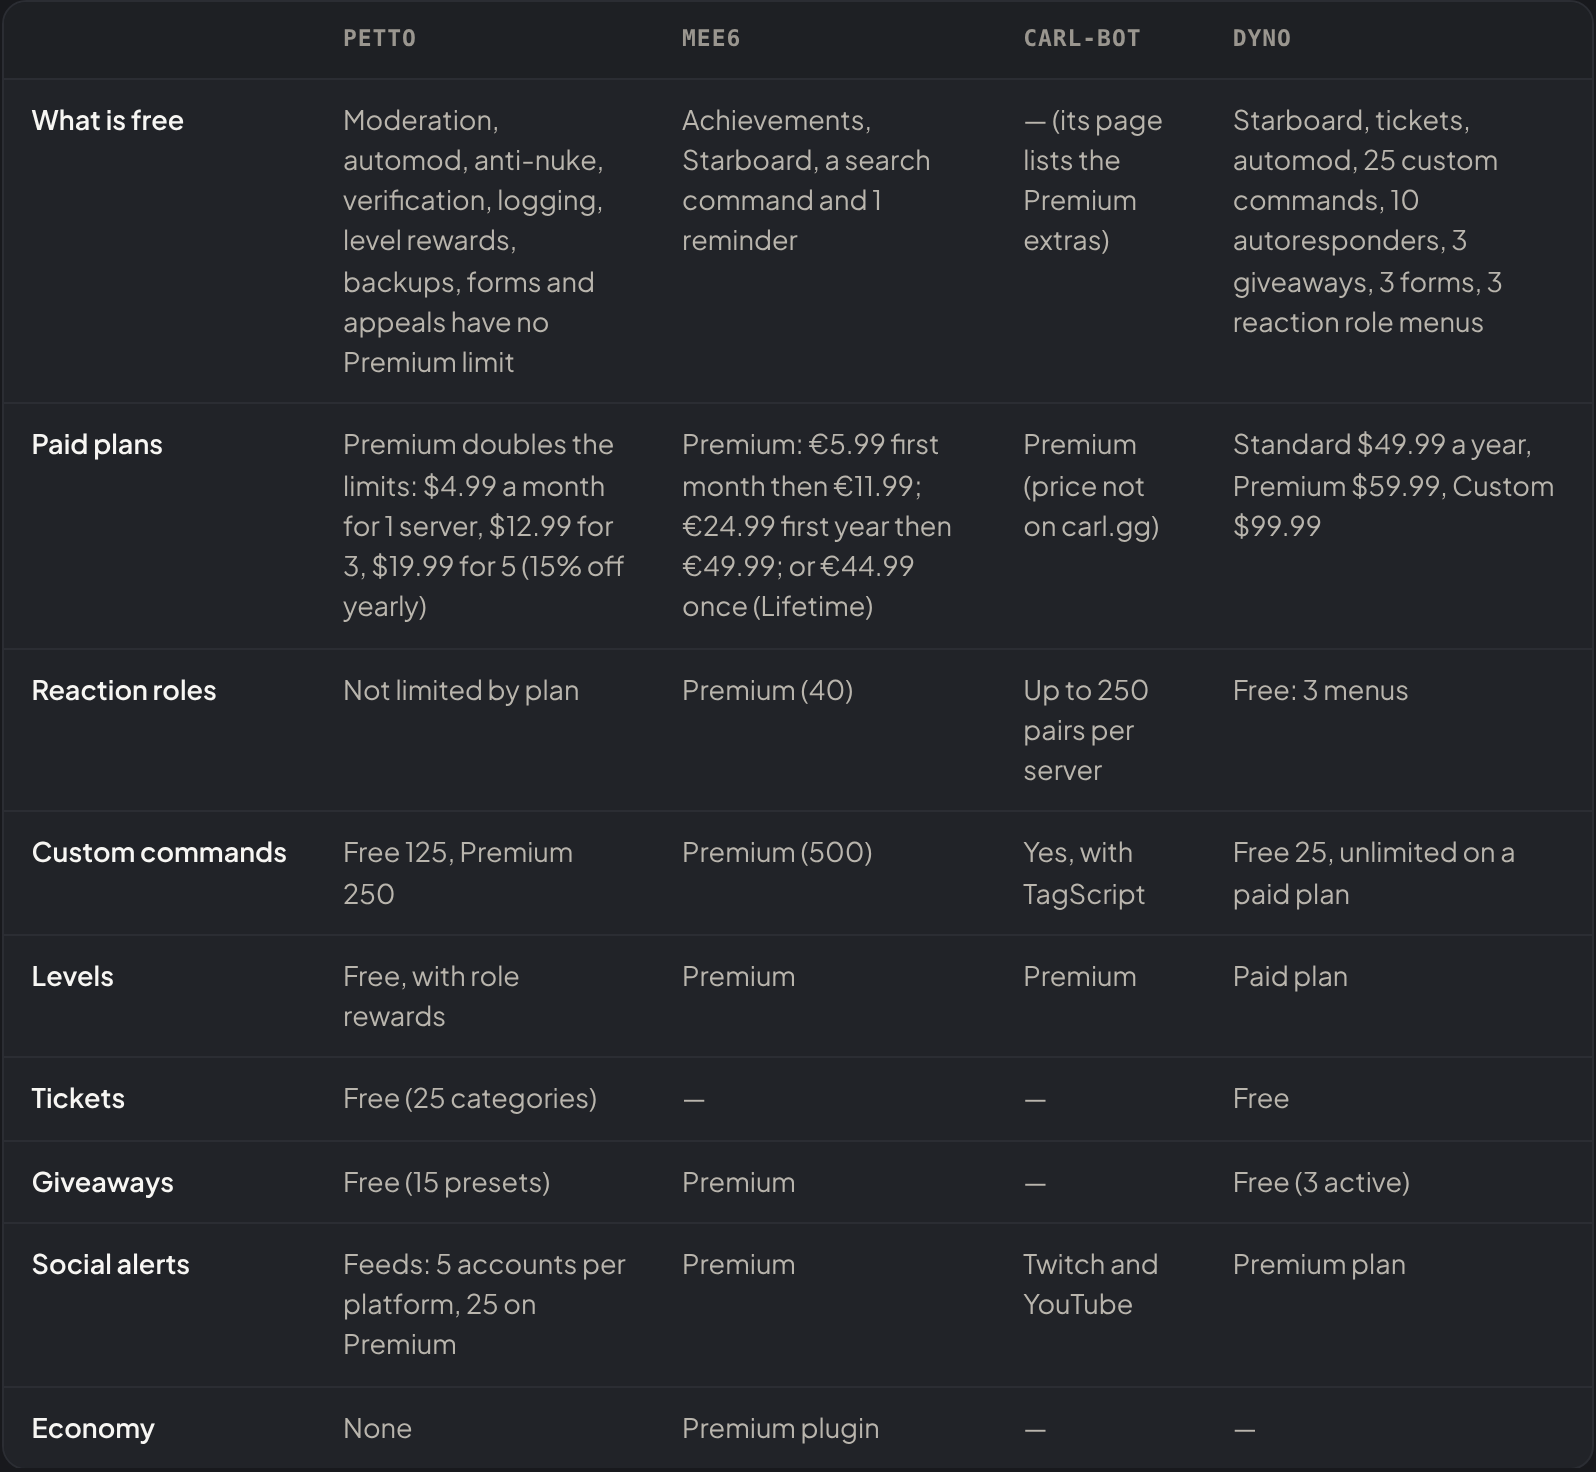 PETTO
MEE6
CARL-BOT
DYNO
What is free
Moderation,
automod, anti-nuke,
verification, logging,
level rewards,
backups, forms and
appeals have no
Premium limit
Achievements,
Starboard, a search
command and 1
reminder
— (its page
lists the
Premium
extras)
Starboard, tickets,
automod, 25 custom
commands, 10
autoresponders, 3
giveaways, 3 forms, 3
reaction role menus
Paid plans
Premium doubles the
limits: $4.99 a month
for 1 server, $12.99 for
3, $19.99 for 5 (15% off
yearly)
Premium: €5.99 first
month then €11.99;
€24.99 first year then
€49.99; or €44.99
once (Lifetime)
Premium
(price not
on carl.gg)
Standard $49.99 a year,
Premium $59.99, Custom
$99.99
Reaction roles
Not limited by plan
Premium (40)
Up to 250
pairs per
server
Free: 3 menus
Custom commands
Free 125, Premium
250
Premium (500)
Yes, with
TagScript
Free 25, unlimited on a
paid plan
Levels
Free, with role
rewards
Premium
Premium
Paid plan
Tickets
Free (25 categories)
—
—
Free
Giveaways
Free (15 presets)
Premium
—
Free (3 active)
Social alerts
Feeds: 5 accounts per
platform, 25 on
Premium
Premium
Twitch and
YouTube
Premium plan
Economy
None
Premium plugin
—
—